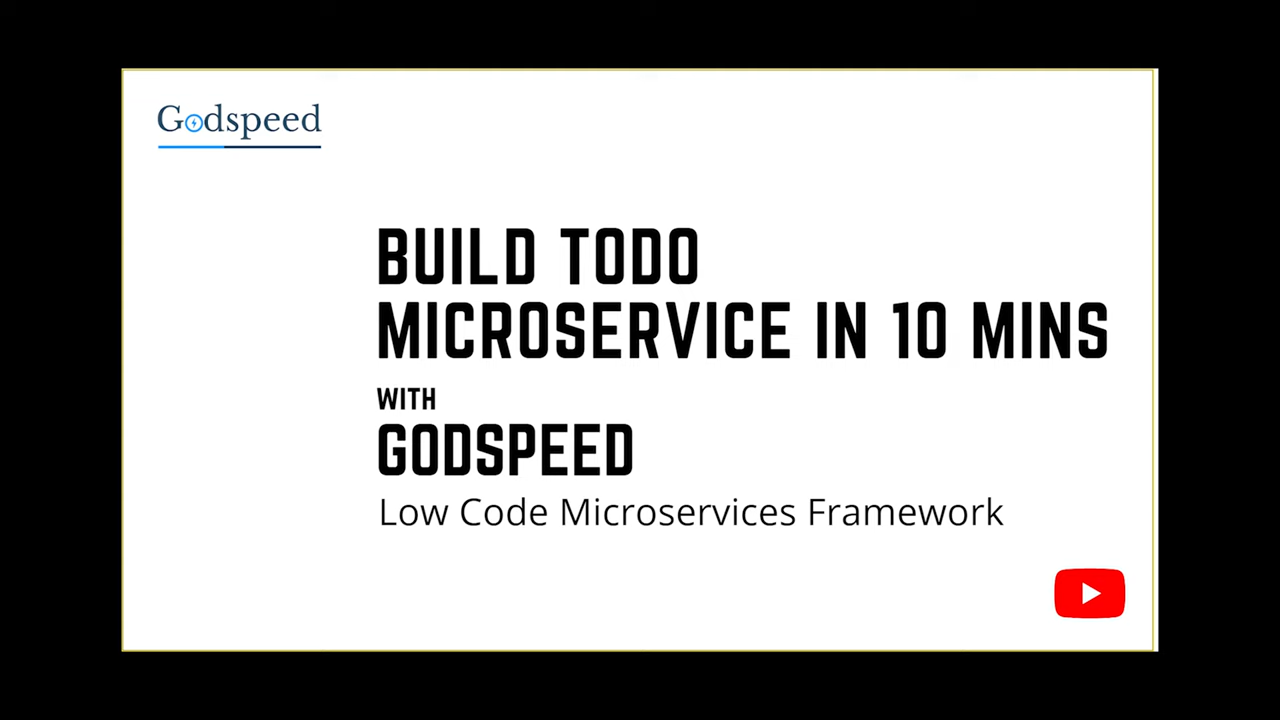 Godspeed
BUILD TODO
MICROSERVICE IN 10 MINS
WITH
GODSPEED
Low Code Microservices Framework